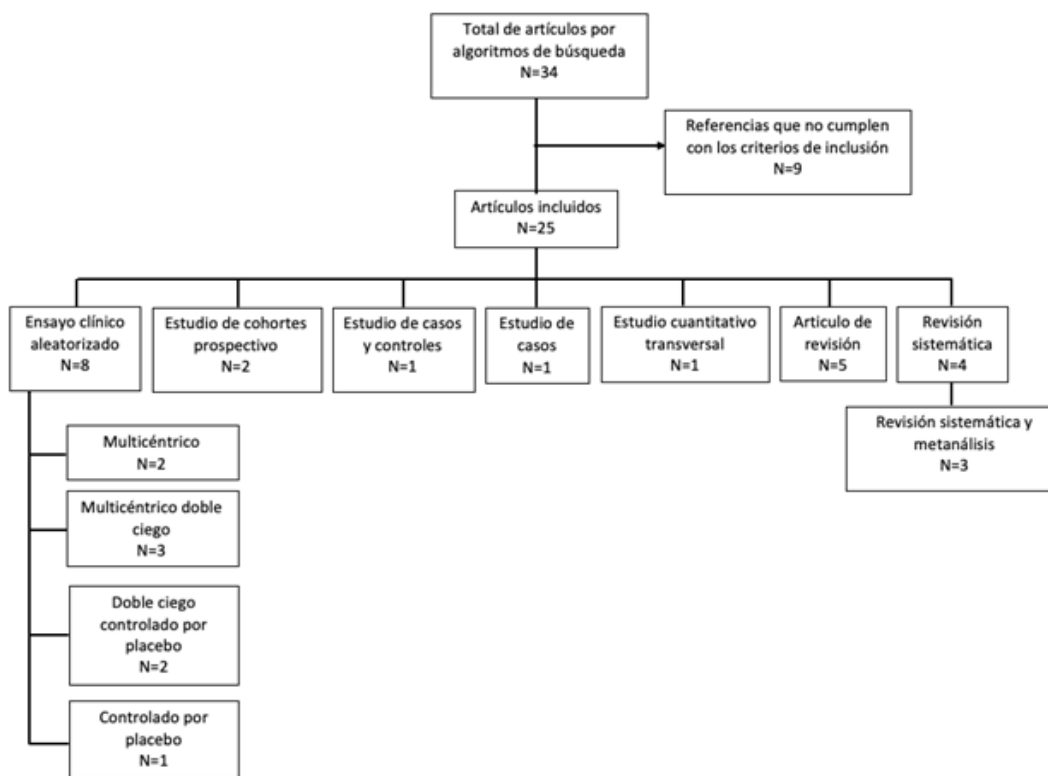 Total de artículos por
algoritmos de búsqueda
N=34
Referencias que no cumplen
con los criterios de inclusión
N=9
Artículos incluidos
N=25
Ensayo clínico
aleatorizado
N=8
Estudio de cohortes
prospectivo
N=2
Estudio de casos
y controles
N=1
Estudio de
casos
N=1
Estudio cuantitativo
transversal
N=1
Articulo de
revisión
N=5
Revisión
sistemática
N=4
Revisión sistemática y
metanálisis
N=3
Multicéntrico
N=2
Multicéntrico doble
ciego
N=3
Doble ciego
controlado por
placebo
N=2
Controlado por
placebo
N=1